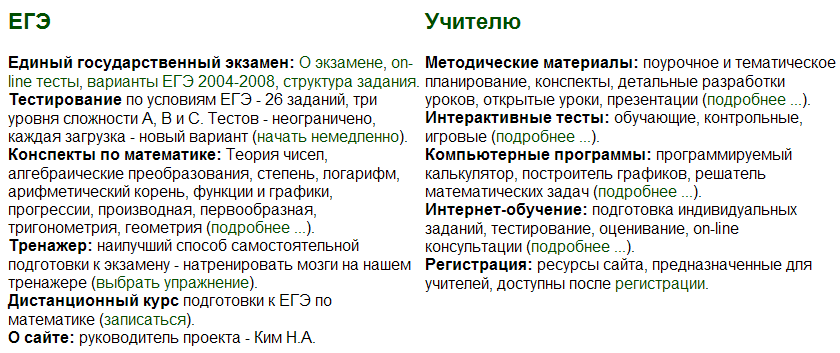 ЕГЭ
Единый государственный экзамен: О экзамене, on-
line тесты, варианты ЕГЭ 2004-2008, структура задания.
Тестирование по условиям ЕГЭ - 26 заданий, три
уровня сложности А, В и С. Тестов - неограничено,
каждая загрузка - новый вариант (начать немедленно).
Конспекты по математике: Теория чисел,
алгебраические преобразования, степень, логарифм,
арифметический корень, функции и графики,
прогрессии, производная, первообразная,
тригонометрия, геометрия (подробнее ...).
Тренажер: наилучший способ самостоятельной
подготовки к экзамену - натренировать мозги на нашем
тренажере (выбрать упражнение).
Дистанционный курс подготовки к ЕГЭ по
математике (записаться).
О сайте: руководитель проекта - Ким Н.А.
Учителю
Методические материалы: поурочное и тематическое
планирование, конспекты, детальные разработки
уроков, открытые уроки, презентации (подробнее ...).
Интерактивные тесты: обучающие, контрольные,
игровые (подробнее ...).
Компьютерные программы: программируемый
калькулятор, построитель графиков, решатель
математических задач (подробнее ...).
Интернет-обучение: подготовка индивидуальных
заданий, тестирование, оценивание, on-line
консультации (подробнее ...).
Регистрация: ресурсы сайта, предназначенные для
учителей, доступны после регистрации.